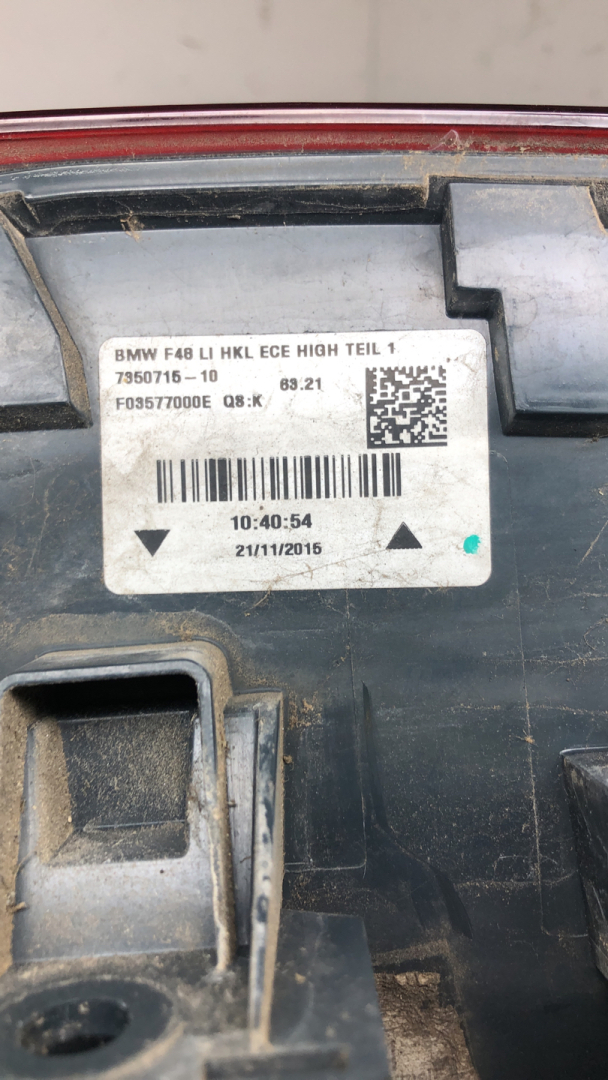 BMW F48 LI HKL ECE HIGH TEIL 1
7350715-10
63.21
F03577000E QS:K
10:40:54
21/11/2015